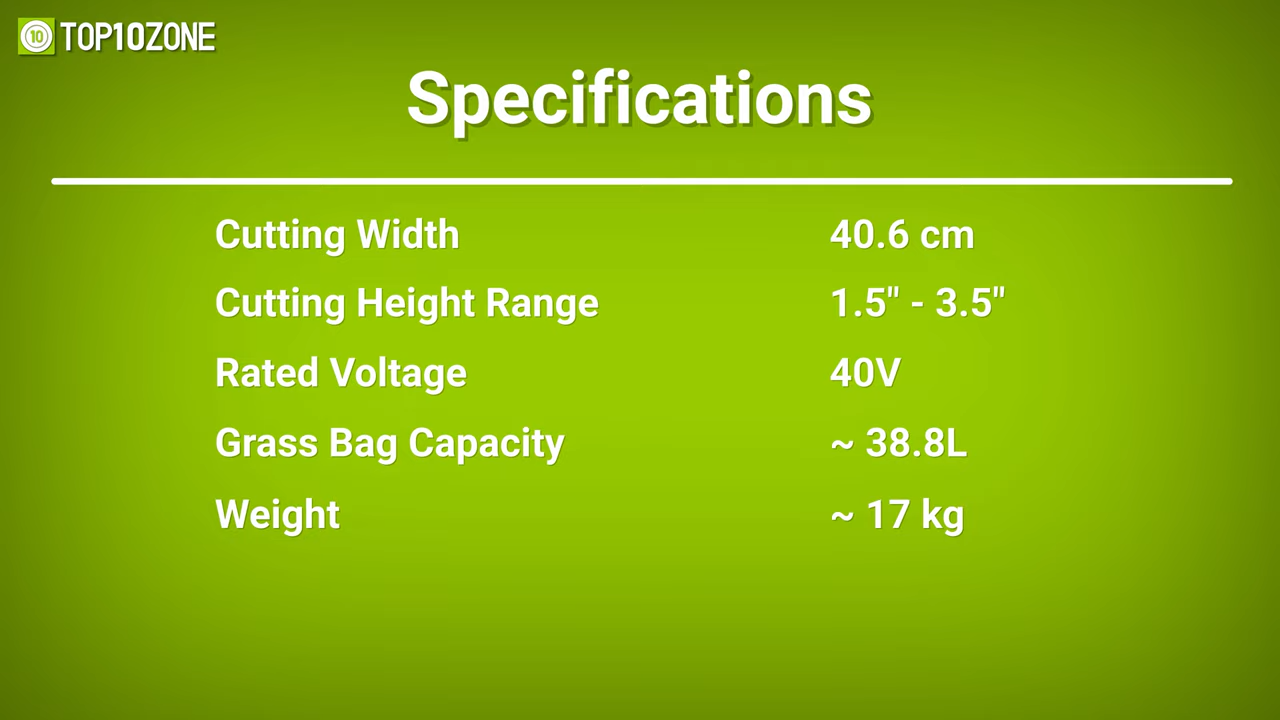 10 TOP10ZONE
Specifications
Cutting Width 40.6 cm
Cutting Height Range 1.5" - 3.5"
Rated Voltage 40V
Grass Bag Capacity ~ 38.8L
Weight ~ 17 kg